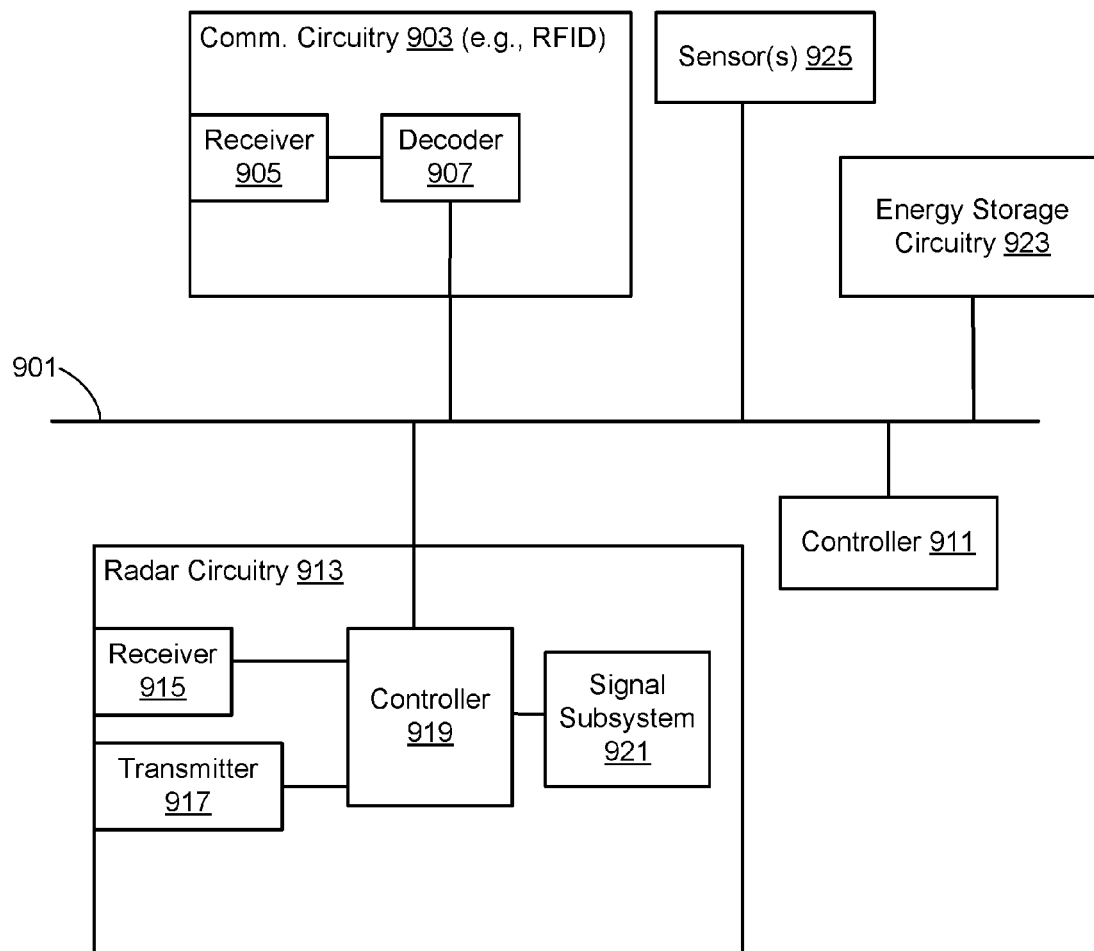 Comm. Circuitry 903 (e.g., RFID)
Sensor(s) 925
Receiver
905
Decoder
907
Energy Storage
Circuitry 923
901
Controller 911
Radar Circuitry 913
Receiver
915
Controller
919
Signal
Subsystem
921
Transmitter
917